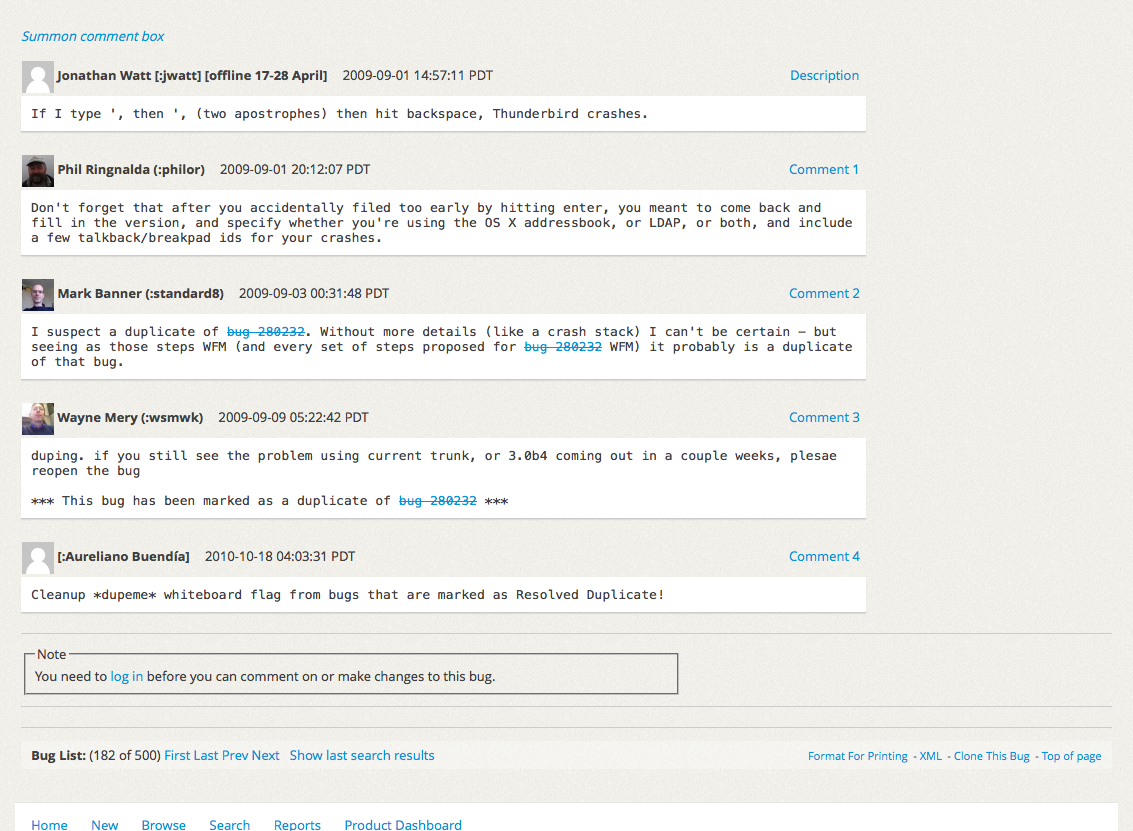 Summon comment box
Jonathan Watt [:jwatt] [offline 17-28 April] 2009-09-01 14:57:11 PDT Description
If I type ', then ', (two apostrophes) then hit backspace, Thunderbird crashes.
Phil Ringnalda (:philor) 2009-09-01 20:12:07 PDT Comment 1
Don't forget that after you accidentally filed too early by hitting enter, you meant to come back and
fill in the version, and specify whether you're using the OS X addressbook, or LDAP, or both, and include
a few talkback/breakpad ids for your crashes.
Mark Banner (:standard8) 2009-09-03 00:31:48 PDT Comment 2
I suspect a duplicate of bug 280232. Without more details (like a crash stack) I can't be certain – but
seeing as those steps WFM (and every set of steps proposed for bug 280232 WFM) it probably is a duplicate
of that bug.
Wayne Mery (:wsmwk) 2009-09-09 05:22:42 PDT Comment 3
duping. if you still see the problem using current trunk, or 3.0b4 coming out in a couple weeks, plesae
reopen the bug
*** This bug has been marked as a duplicate of bug 280232 ***
[:Aureliano Buendía] 2010-10-18 04:03:31 PDT Comment 4
Cleanup *dupeme* whiteboard flag from bugs that are marked as Resolved Duplicate!
Note
You need to log in before you can comment on or make changes to this bug.
Bug List: (182 of 500) First Last Prev Next Show last search results Format For Printing - XML - Clone This Bug - Top of page
Home New Browse Search Reports Product Dashboard